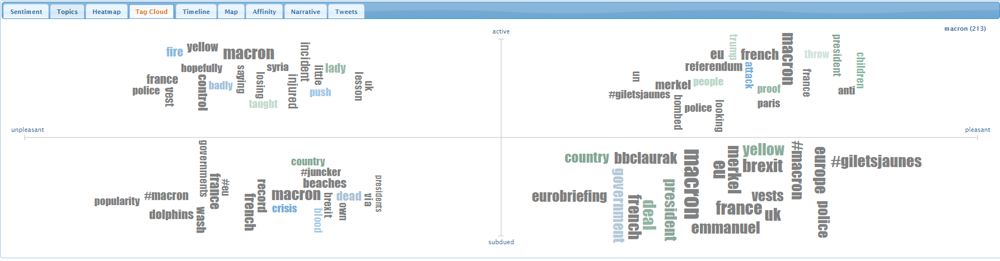 Sentiment Topics Heatmap Tag Cloud Timeline Map Affinity Narrative Tweets
macron (213)
active
unpleasant
pleasant
subdued
fire
yellow
macron
incident
hopefully
saying
syria
little
lady
france
control
badly
losing
injured
push
lesson
uk
police
vest
taught
eu
trump
french
macron
throw
president
children
referendum
attack
un
merkel
people
proof
france
anti
#giletsjaunes
bombed
police
looking
paris
governments
country
#juncker
beaches
france
#eu
record
macron
brexit
dead
via
presidents
popularity
#macron
french
crisis
blood
own
dolphins
wash
country
bbclaurak
macron
eu
merkel
yellow
brexit
#macron
europe
#giletsjaunes
government
eurobriefing
french
deal
president
vests
france
uk
police
emmanuel